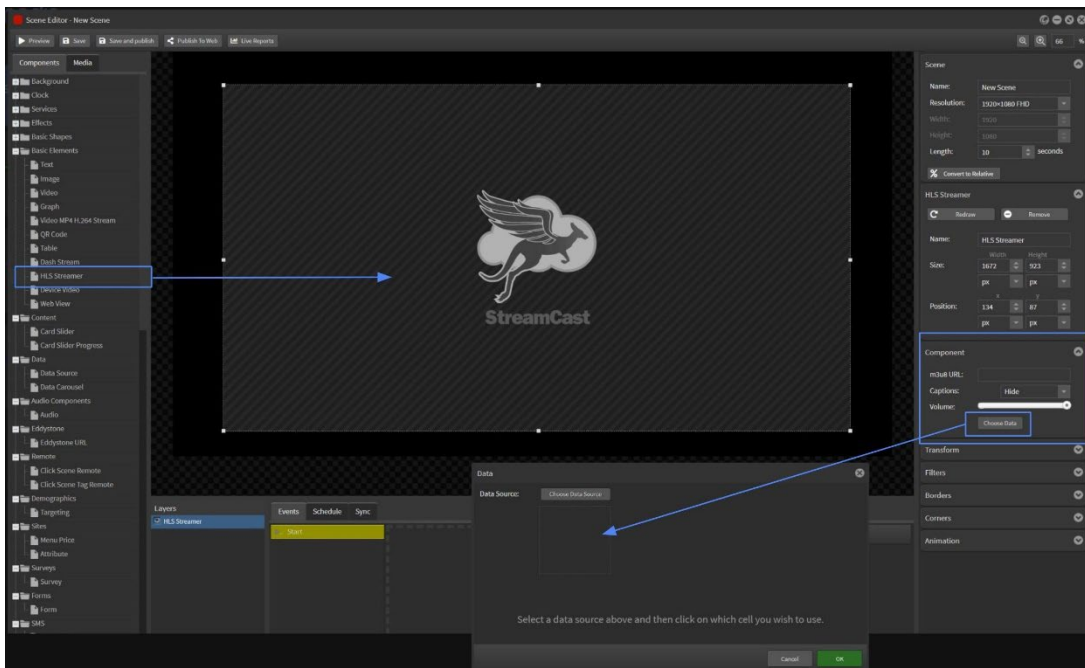 Scene Editor - New Scene
Preview Save Save and publish Publish To Web Live Reports 66 %
Components Media
Background
Clock
Services
Effects
Basic Shapes
Basic Elements
Text
Image
Video
Graph
Video MP4 H.264 Stream
QR Code
Table
Dash Stream
HLS Streamer
Device Video
Web View
Content
Card Slider
Card Slider Progress
Data
Data Source
Data Carousel
Audio Components
Audio
Eddystone
Eddystone URL
Remote
Click Scene Remote
Click Scene Tag Remote
Demographics
Targeting
Sites
Menu Price
Attribute
Surveys
Survey
Forms
Form
SMS
StreamCast
Layers
HLS Streamer
Events Schedule Sync
Start
Data
Data Source: Choose Data Source
Select a data source above and then click on which cell you wish to use.
Cancel OK
Scene
Name: New Scene
Resolution: 1920×1080 FHD
Width: 1920
Height: 1080
Length: 10 seconds
Convert to Relative
HLS Streamer
Redraw Remove
Name: HLS Streamer
Width Height
Size: 1672 923
px px
x y
Position: 134 87
px px
Component
m3u8 URL:
Captions: Hide
Volume:
Choose Data
Transform
Filters
Borders
Corners
Animation